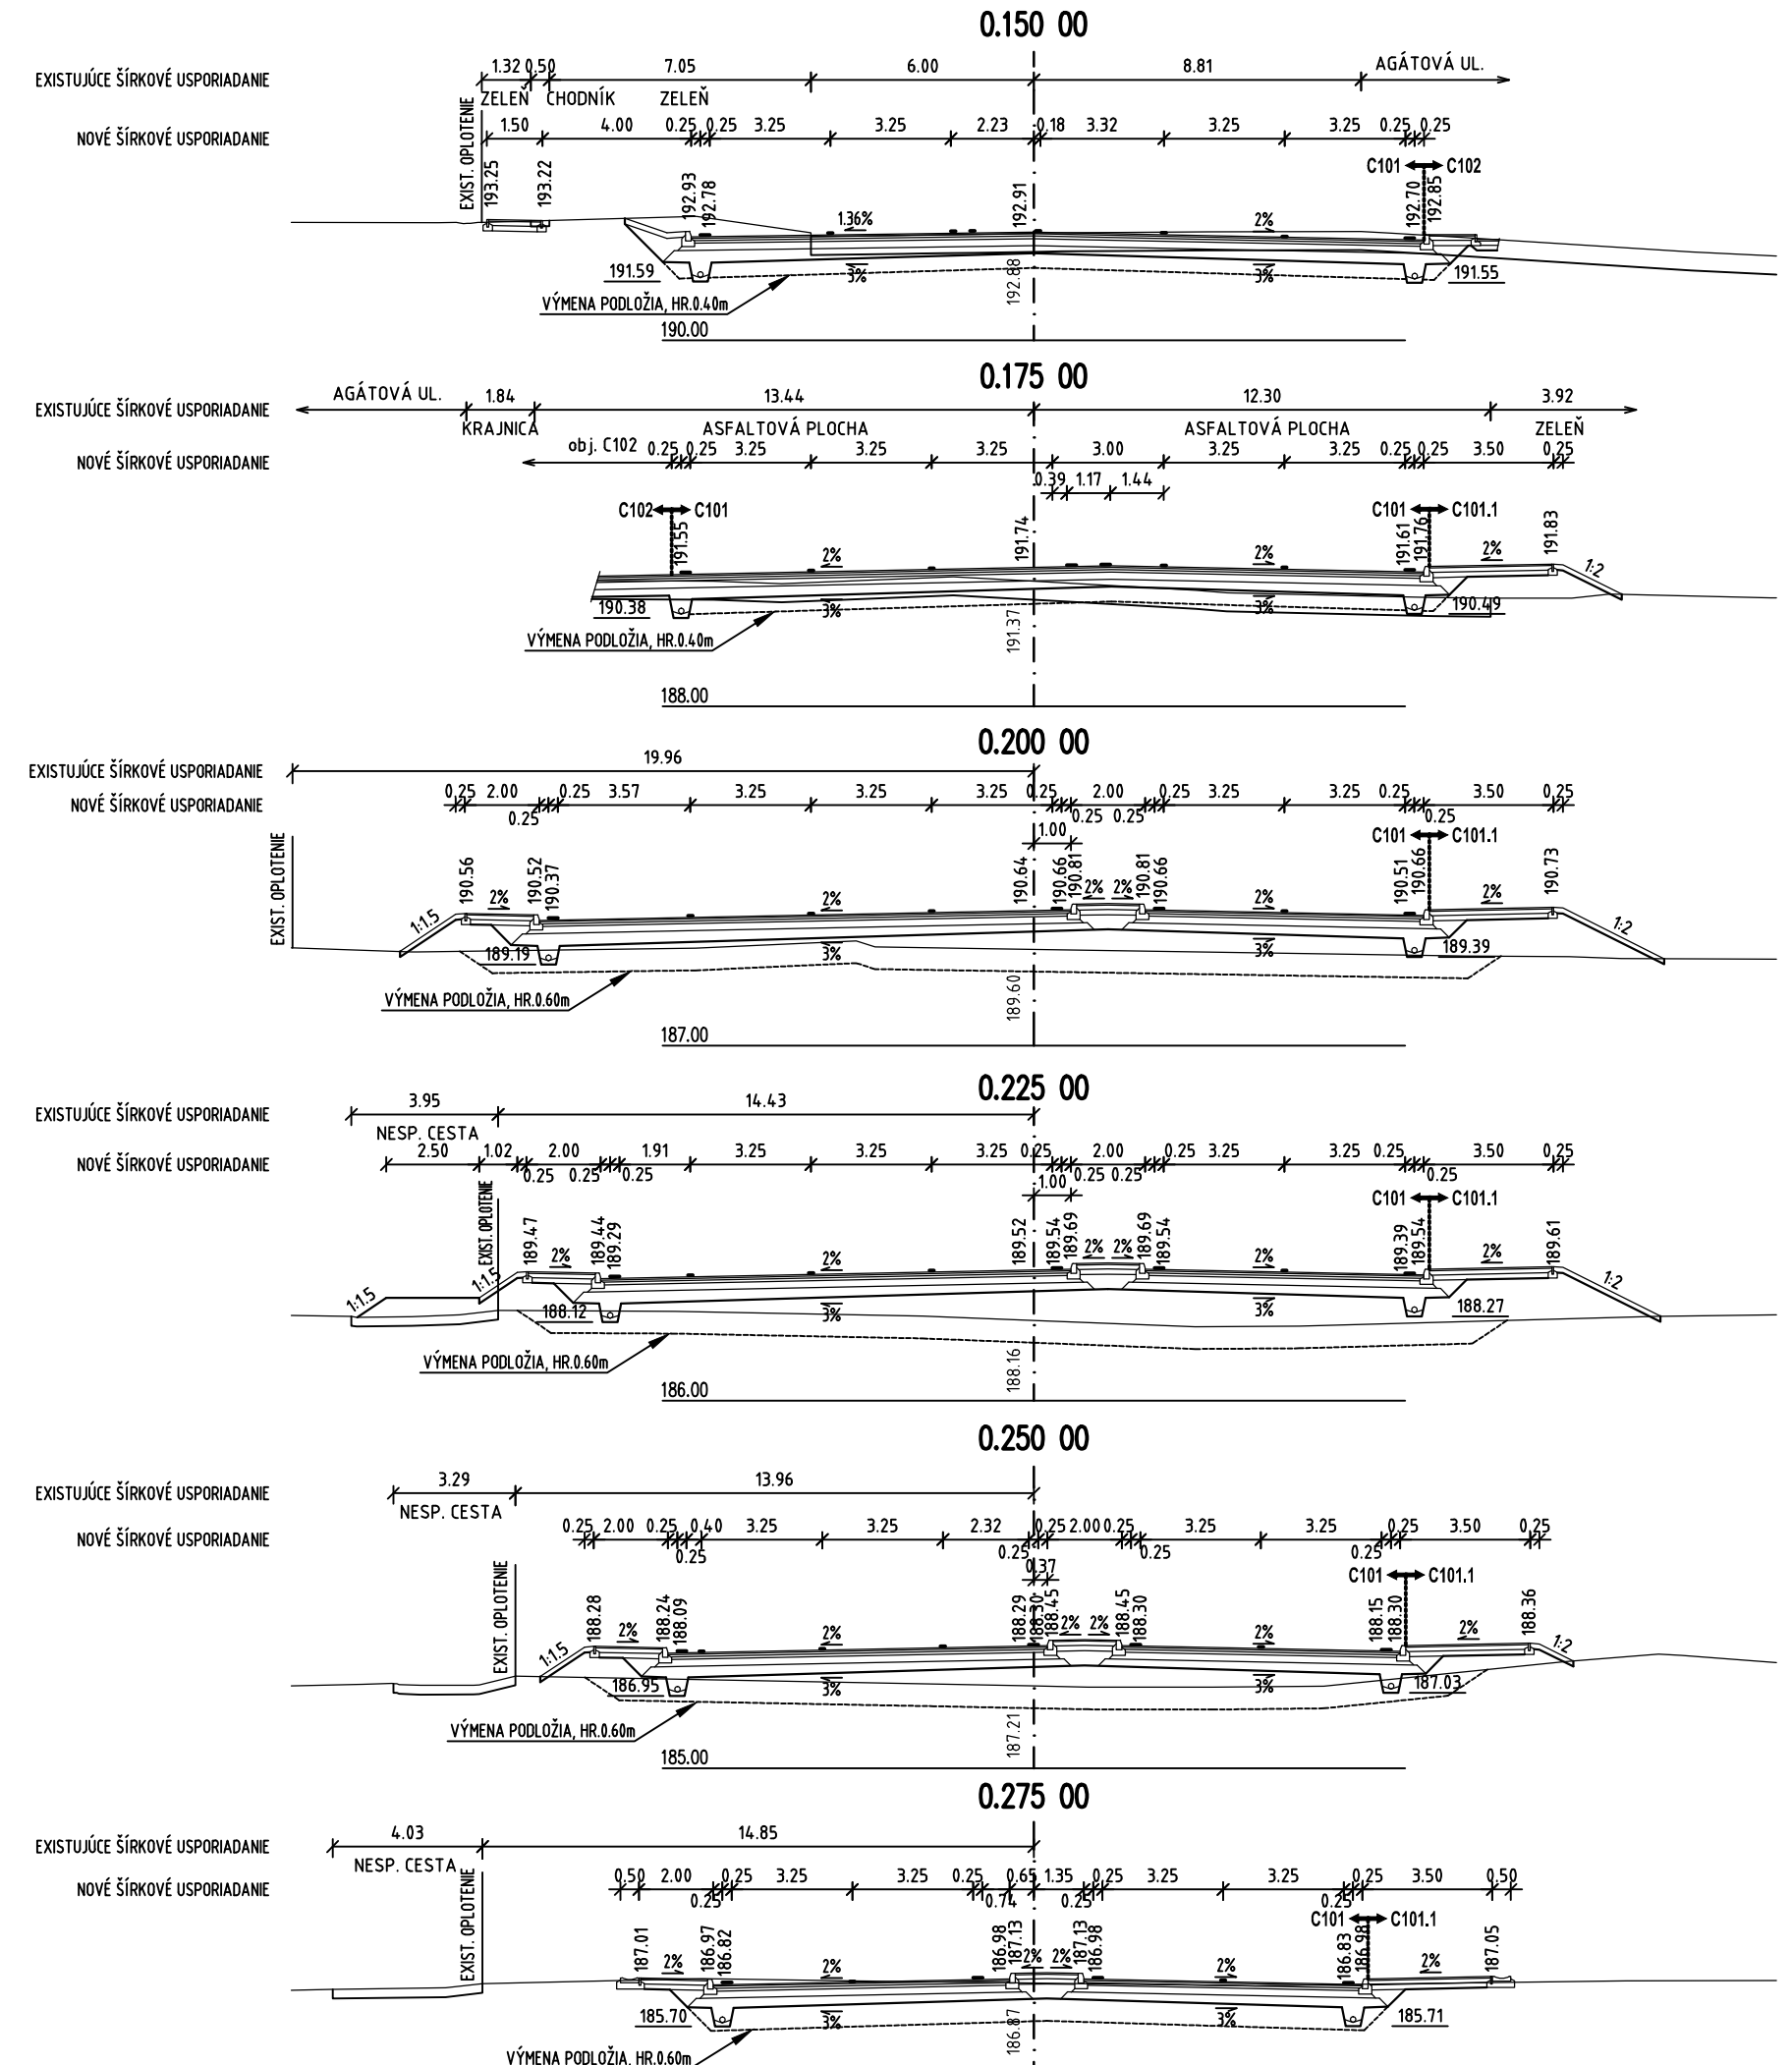 0.150 00
EXISTUJÚCE ŠÍRKOVÉ USPORIADANIE 1.32 0.50 7.05 6.00 8.81 AGÁTOVÁ UL.
ZELEŇ CHODNÍK ZELEŇ
NOVÉ ŠÍRKOVÉ USPORIADANIE 1.50 4.00 0.25 0.25 3.25 3.25 2.23 0.18 3.32 3.25 3.25 0.25 0.25
EXIST. OPLOTENIE
C101 C102
193.25 193.22 192.93 192.78 192.91 192.70 192.85
1.36% 2%
191.59 3% 192.88 3% 191.55
VÝMENA PODLOŽIA, HR.0.40m
190.00
0.175 00
EXISTUJÚCE ŠÍRKOVÉ USPORIADANIE AGÁTOVÁ UL. 1.84 13.44 12.30 3.92
KRAJNICA ASFALTOVÁ PLOCHA ASFALTOVÁ PLOCHA ZELEŇ
NOVÉ ŠÍRKOVÉ USPORIADANIE obj. C102 0.25 0.25 3.25 3.25 3.25 3.00 3.25 3.25 0.25 0.25 3.50 0.25
0.39 1.17 1.44
C102 C101 C101 C101.1
191.55 191.74 191.61 191.76 191.83
2% 2% 2% 1:2
190.38 3% 191.37 3% 190.49
VÝMENA PODLOŽIA, HR.0.40m
188.00
0.200 00
EXISTUJÚCE ŠÍRKOVÉ USPORIADANIE 19.96
NOVÉ ŠÍRKOVÉ USPORIADANIE 0.25 2.00 0.25 3.57 3.25 3.25 3.25 0.25 2.00 0.25 3.25 3.25 0.25 3.50 0.25
0.25 0.25 0.25 0.25
1.00
EXIST. OPLOTENIE
C101 C101.1
190.56 190.52 190.37 190.64 190.66 190.81 190.81 190.66 190.51 190.66 190.73
1:1.5 2% 2% 2% 2% 2% 2% 1:2
189.19 3% 189.60 3% 189.39
VÝMENA PODLOŽIA, HR.0.60m
187.00
0.225 00
EXISTUJÚCE ŠÍRKOVÉ USPORIADANIE 3.95 14.43
NESP. CESTA
NOVÉ ŠÍRKOVÉ USPORIADANIE 2.50 1.02 2.00 1.91 3.25 3.25 3.25 0.25 2.00 0.25 3.25 3.25 0.25 3.50 0.25
0.25 0.25 0.25 0.25 0.25 0.25
1.00
EXIST. OPLOTENIE
C101 C101.1
189.47 189.44 189.29 189.52 189.54 189.69 189.69 189.54 189.39 189.54 189.61
1:1.5 1:1.5 2% 2% 2% 2% 2% 2% 1:2
188.12 3% 188.16 3% 188.27
VÝMENA PODLOŽIA, HR.0.60m
186.00
0.250 00
EXISTUJÚCE ŠÍRKOVÉ USPORIADANIE 3.29 13.96
NESP. CESTA
NOVÉ ŠÍRKOVÉ USPORIADANIE 0.25 2.00 0.25 0.40 3.25 3.25 2.32 0.25 2.00 0.25 3.25 3.25 0.25 3.50 0.25
0.25 0.25 0.25 0.25
0.37
EXIST. OPLOTENIE
C101 C101.1
188.28 188.24 188.09 188.29 188.30 188.45 188.45 188.30 188.15 188.30 188.36
1:1.5 2% 2% 2% 2% 2% 2% 1:2
186.95 3% 187.21 3% 187.03
VÝMENA PODLOŽIA, HR.0.60m
185.00
0.275 00
EXISTUJÚCE ŠÍRKOVÉ USPORIADANIE 4.03 14.85
NESP. CESTA
NOVÉ ŠÍRKOVÉ USPORIADANIE 0.50 2.00 0.25 3.25 3.25 0.25 0.65 1.35 0.25 3.25 3.25 0.25 3.50 0.50
0.25 0.74 0.25 0.25
EXIST. OPLOTENIE
C101 C101.1
187.01 186.97 186.82 186.98 187.13 187.13 186.98 186.83 186.98 187.05
2% 2% 2% 2% 2% 2%
185.70 3% 186.87 3% 185.71
VÝMENA PODLOŽIA, HR.0.60m